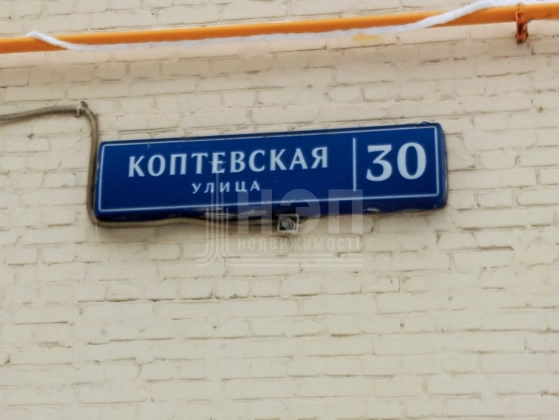 КОПТЕВСКАЯ
УЛИЦА
30
НЭП
недвижимость